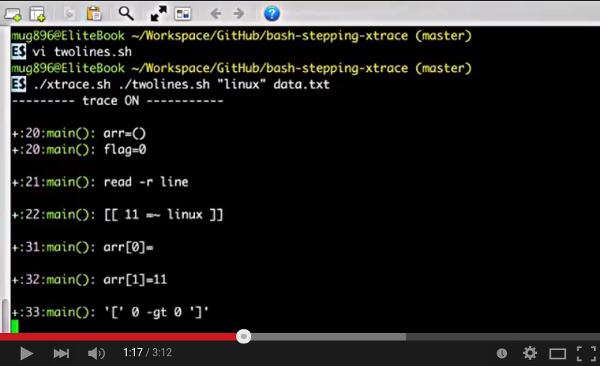 mug896@EliteBook ~/Workspace/GitHub/bash-stepping-xtrace (master)
E$ vi twolines.sh
mug896@EliteBook ~/Workspace/GitHub/bash-stepping-xtrace (master)
E$ ./xtrace.sh ./twolines.sh "linux" data.txt
--------- trace ON -----------
+:20:main(): arr=()
+:20:main(): flag=0
+:21:main(): read -r line
+:22:main(): [[ 11 =~ linux ]]
+:31:main(): arr[0]=
+:32:main(): arr[1]=11
+:33:main(): '[' 0 -gt 0 ']'
1:17 / 3:12